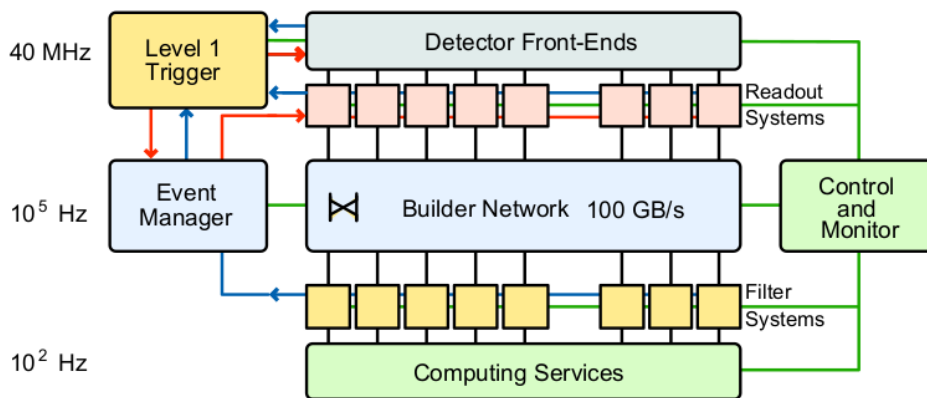 40 MHz
Level 1
Trigger
Detector Front-Ends
Readout
Systems
10⁵ Hz
Event
Manager
Builder Network 100 GB/s
Control
and
Monitor
Filter
Systems
10² Hz
Computing Services